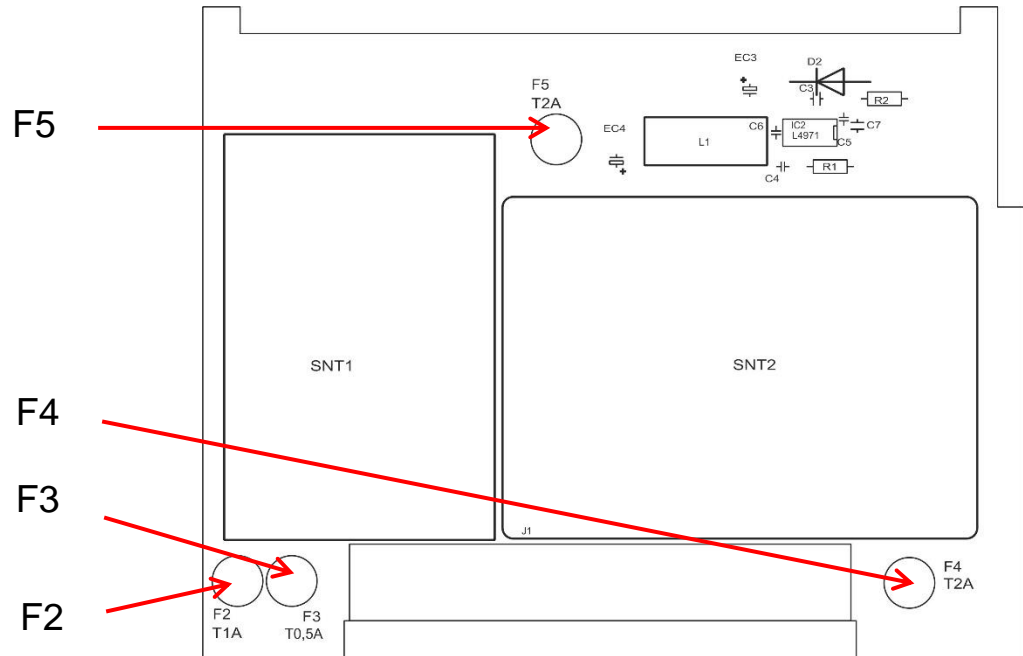 EC3
D2
F5
T2A
C3
R2
F5
EC4
L1
C6
IC2
L4971
C7
C5
C4
R1
SNT1
SNT2
F4
F3
J1
F4
T2A
F2
F2
T1A
F3
T0,5A